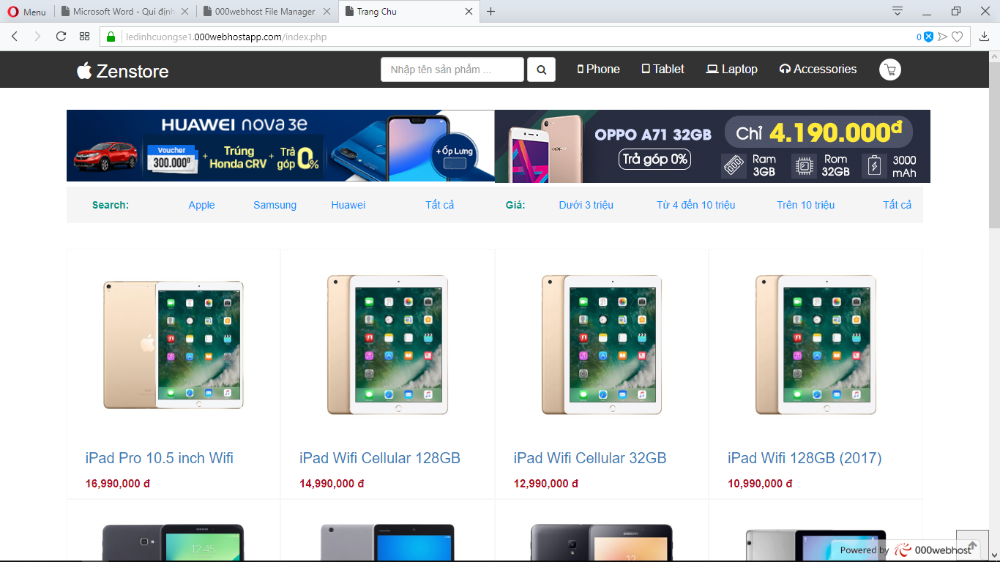 Menu
Microsoft Word - Qui định
000webhost File Manager
Trang Chu
ledinhcuongse1.000webhostapp.com/index.php
0
Zenstore
Nhập tên sản phẩm ...
Phone
Tablet
Laptop
Accessories
HUAWEI nova 3e
Voucher
300.000đ
+
Trúng
Honda CRV
+
Trả
góp 0%
+ Ốp Lưng
OPPO A71 32GB
Trả góp 0%
Chỉ 4.190.000đ
Ram
3GB
Rom
32GB
3000
mAh
Search:
Apple
Samsung
Huawei
Tất cả
Giá:
Dưới 3 triệu
Từ 4 đến 10 triệu
Trên 10 triệu
Tất cả
iPad Pro 10.5 inch Wifi
16,990,000 đ
iPad Wifi Cellular 128GB
14,990,000 đ
iPad Wifi Cellular 32GB
12,990,000 đ
iPad Wifi 128GB (2017)
10,990,000 đ
12:45
SAMSUNG
Powered by 000webhost